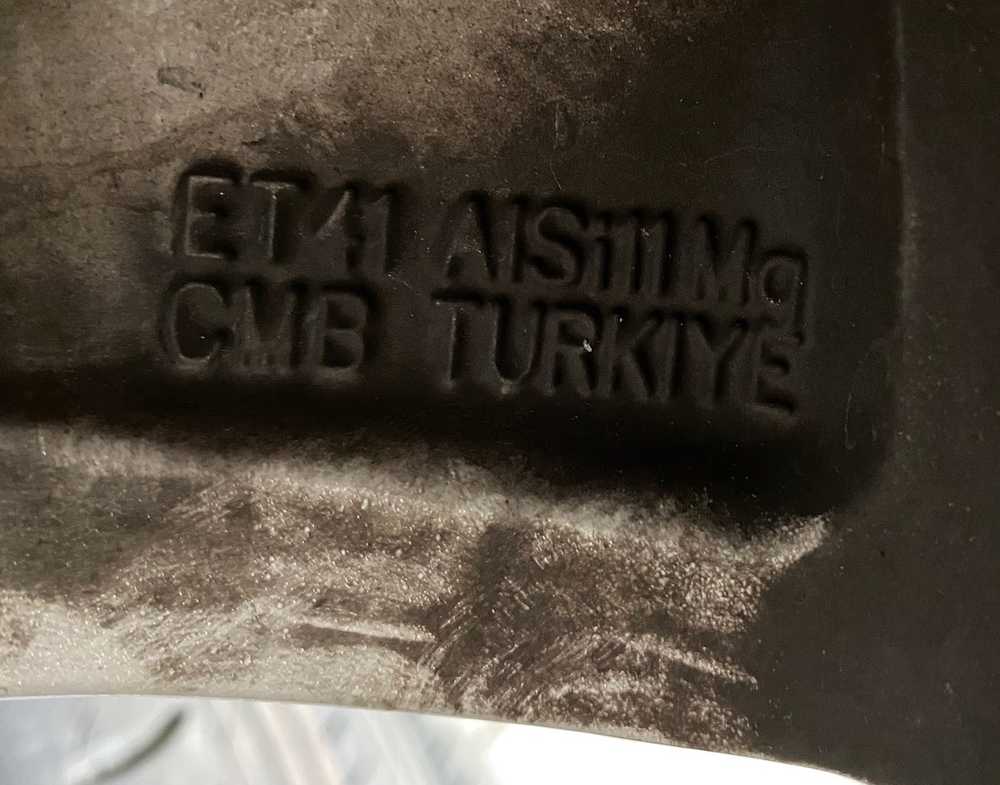 ET41 AlSi11Mg
CMB TURKIYE